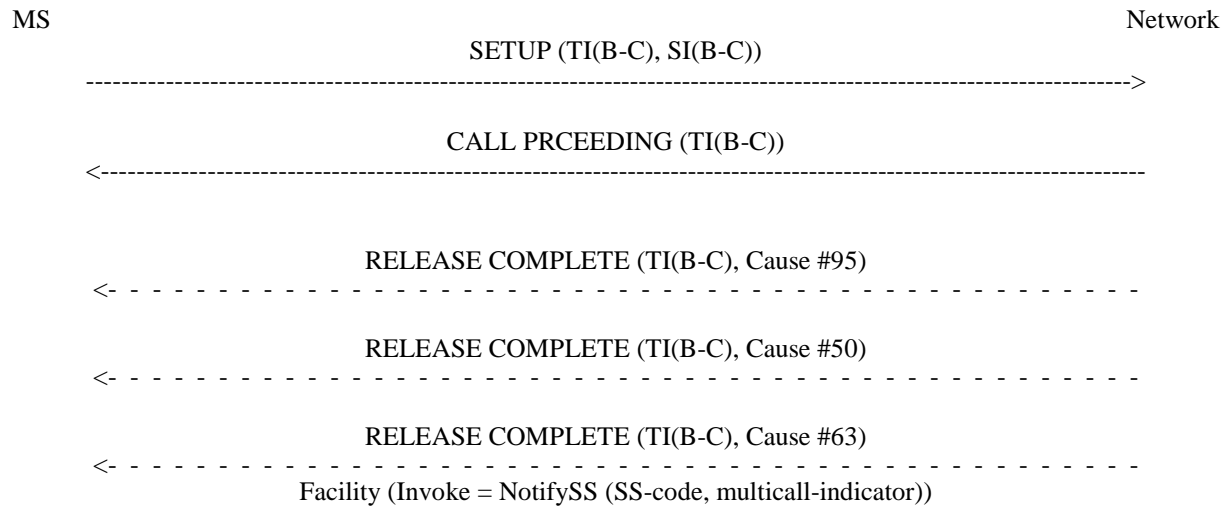 MS Network
SETUP (TI(B-C), SI(B-C))
CALL PRCEEDING (TI(B-C))
RELEASE COMPLETE (TI(B-C), Cause #95)
RELEASE COMPLETE (TI(B-C), Cause #50)
RELEASE COMPLETE (TI(B-C), Cause #63)
Facility (Invoke = NotifySS (SS-code, multicall-indicator))